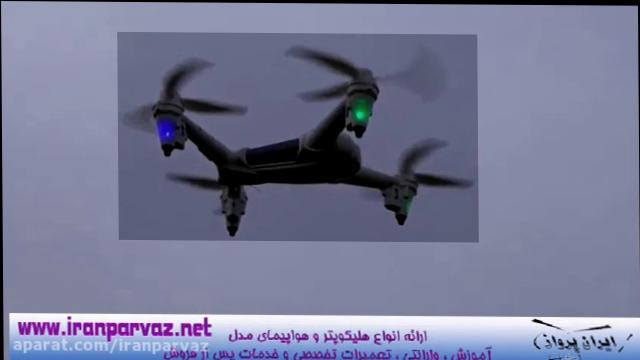 www.iranparvaz.net
ارائه انواع هلیکوپتر و هواپیمای مدل
ایران پرواز
آموزش ، وارانتی ، تعمیرات تخصصی و خدمات پس از فروش
aparat.com/iranparvaz